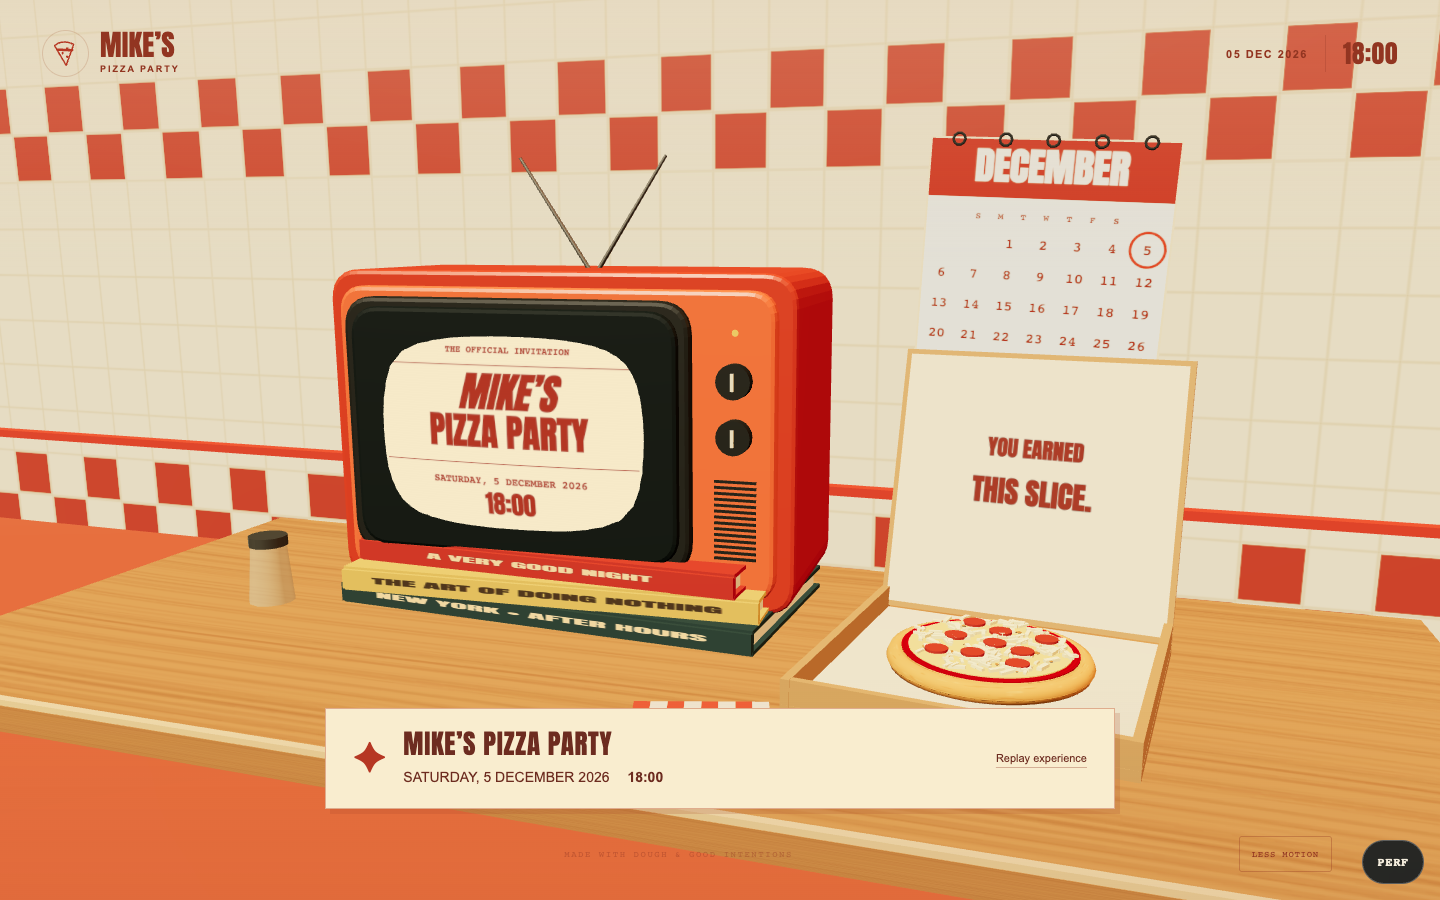 MIKE'S
PIZZA PARTY
05 DEC 2026
18:00
DECEMBER
S M T W T F S
1 2 3 4 5
6 7 8 9 10 11 12
13 14 15 16 17 18 19
20 21 22 23 24 25 26
THE OFFICIAL INVITATION
MIKE'S
PIZZA PARTY
SATURDAY, 5 DECEMBER 2026
18:00
YOU EARNED
THIS SLICE.
A VERY GOOD NIGHT
THE ART OF DOING NOTHING
NEW YORK - AFTER HOURS
MIKE'S PIZZA PARTY
SATURDAY, 5 DECEMBER 2026 18:00
Replay experience
MADE WITH DOUGH & GOOD INTENTIONS
LESS MOTION
PERF